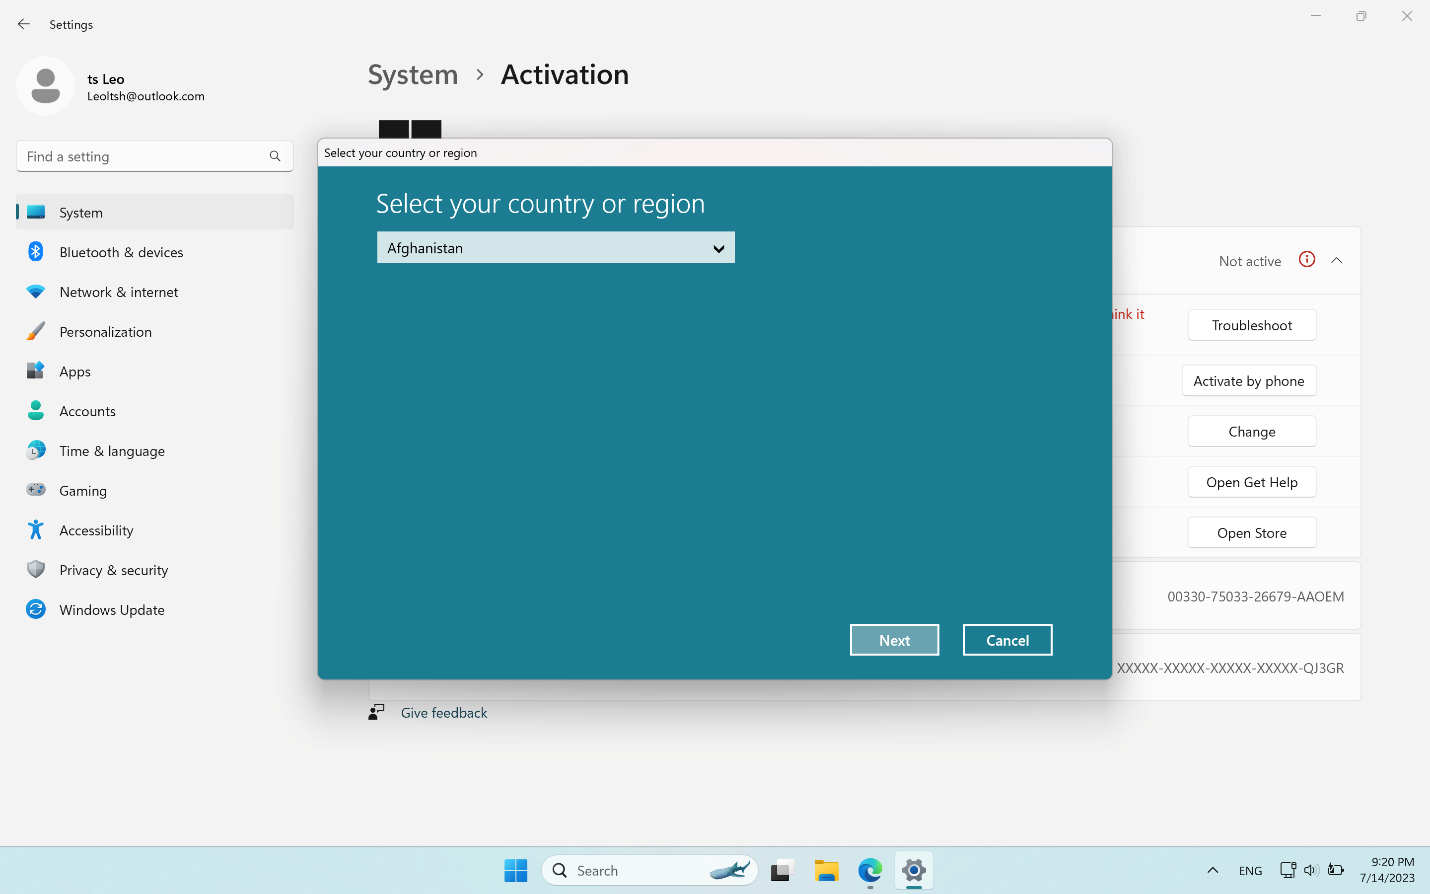 Settings
ts Leo
Leoltsh@outlook.com
Find a setting
System
Bluetooth & devices
Network & internet
Personalization
Apps
Accounts
Time & language
Gaming
Accessibility
Privacy & security
Windows Update
System > Activation
Select your country or region
Select your country or region
Afghanistan
Next
Cancel
Not active
ink it
Troubleshoot
Activate by phone
Change
Open Get Help
Open Store
00330-75033-26679-AAOEM
XXXXX-XXXXX-XXXXX-XXXXX-QJ3GR
Give feedback
Search
ENG
9:20 PM
7/14/2023